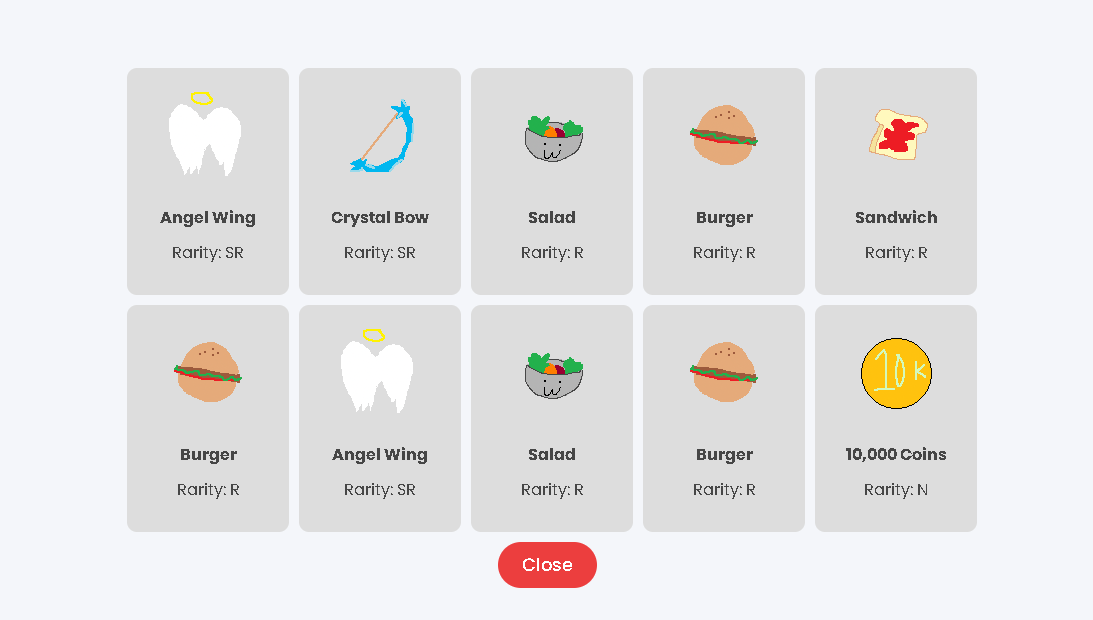 Angel Wing
Rarity: SR
Crystal Bow
Rarity: SR
Salad
Rarity: R
Burger
Rarity: R
Sandwich
Rarity: R
Burger
Rarity: R
Angel Wing
Rarity: SR
Salad
Rarity: R
Burger
Rarity: R
10K
10,000 Coins
Rarity: N
Close